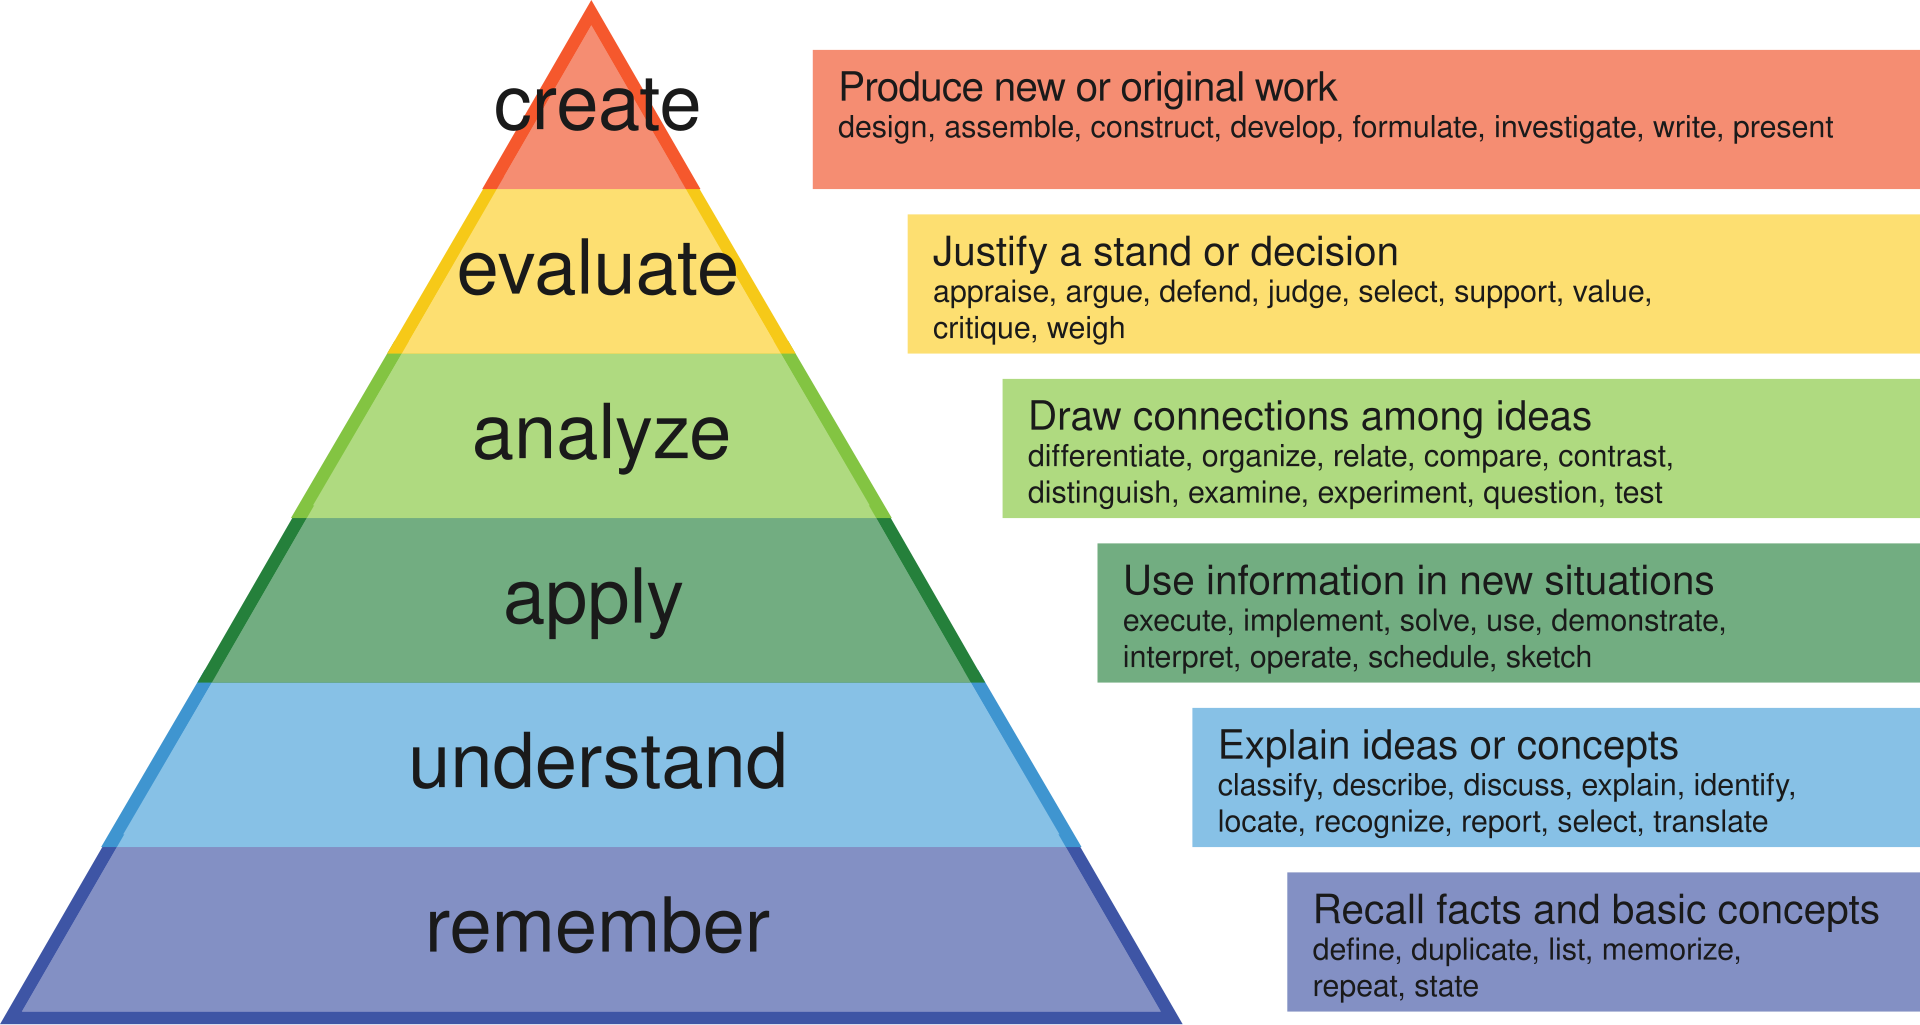 create
Produce new or original work
design, assemble, construct, develop, formulate, investigate, write, present
evaluate
Justify a stand or decision
appraise, argue, defend, judge, select, support, value,
critique, weigh
analyze
Draw connections among ideas
differentiate, organize, relate, compare, contrast,
distinguish, examine, experiment, question, test
apply
Use information in new situations
execute, implement, solve, use, demonstrate,
interpret, operate, schedule, sketch
understand
Explain ideas or concepts
classify, describe, discuss, explain, identify,
locate, recognize, report, select, translate
remember
Recall facts and basic concepts
define, duplicate, list, memorize,
repeat, state